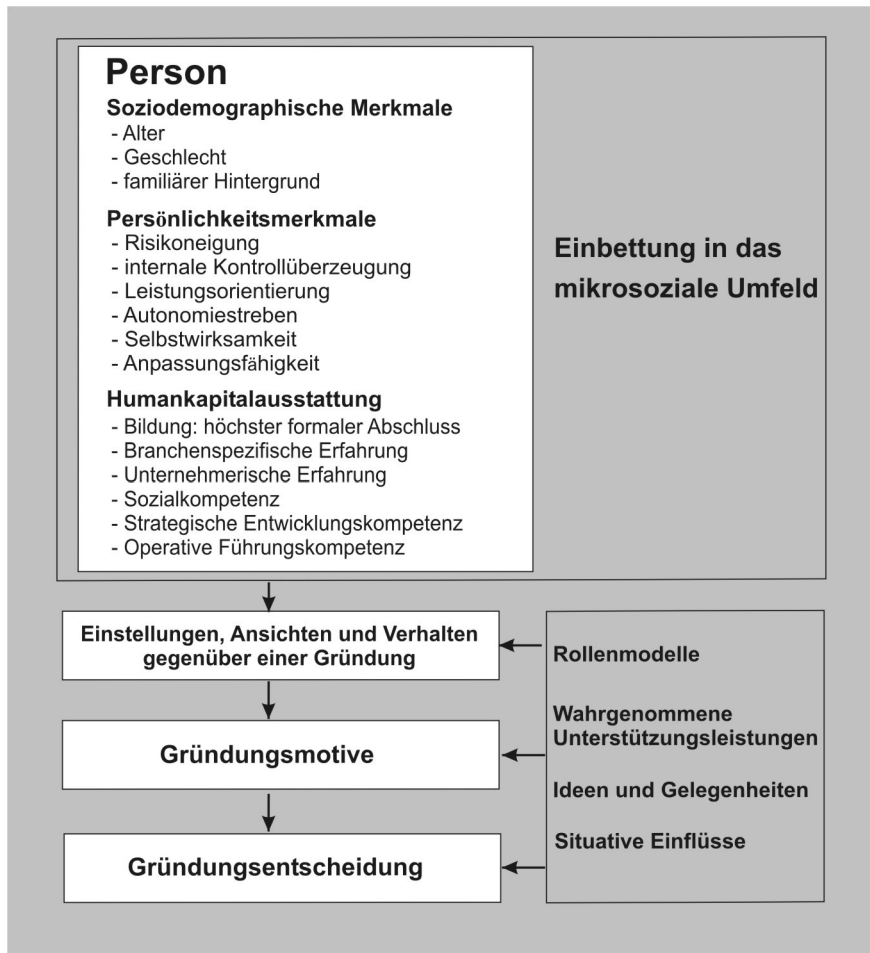 Person
Soziodemographische Merkmale
- Alter
- Geschlecht
- familiärer Hintergrund
Persönlichkeitsmerkmale
- Risikoneigung
- internale Kontrollüberzeugung
- Leistungsorientierung
- Autonomiestreben
- Selbstwirksamkeit
- Anpassungsfähigkeit
Humankapitalausstattung
- Bildung: höchster formaler Abschluss
- Branchenspezifische Erfahrung
- Unternehmerische Erfahrung
- Sozialkompetenz
- Strategische Entwicklungskompetenz
- Operative Führungskompetenz
Einbettung in das
mikrosoziale Umfeld
Einstellungen, Ansichten und Verhalten
gegenüber einer Gründung
Gründungsmotive
Gründungsentscheidung
Rollenmodelle
Wahrgenommene
Unterstützungsleistungen
Ideen und Gelegenheiten
Situative Einflüsse